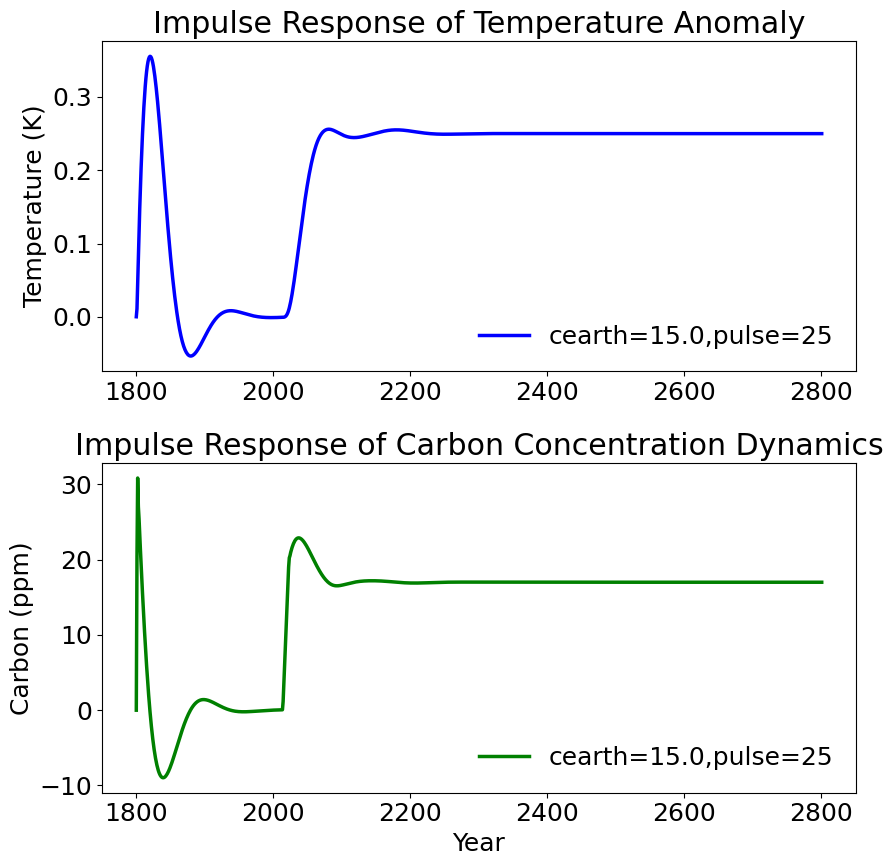 Impulse Response of Temperature Anomaly
Temperature (K)
0.3
0.2
0.1
0.0
cearth=15.0,pulse=25
1800 2000 2200 2400 2600 2800
Impulse Response of Carbon Concentration Dynamics
Carbon (ppm)
30
20
10
0
−10
cearth=15.0,pulse=25
1800 2000 2200 2400 2600 2800
Year